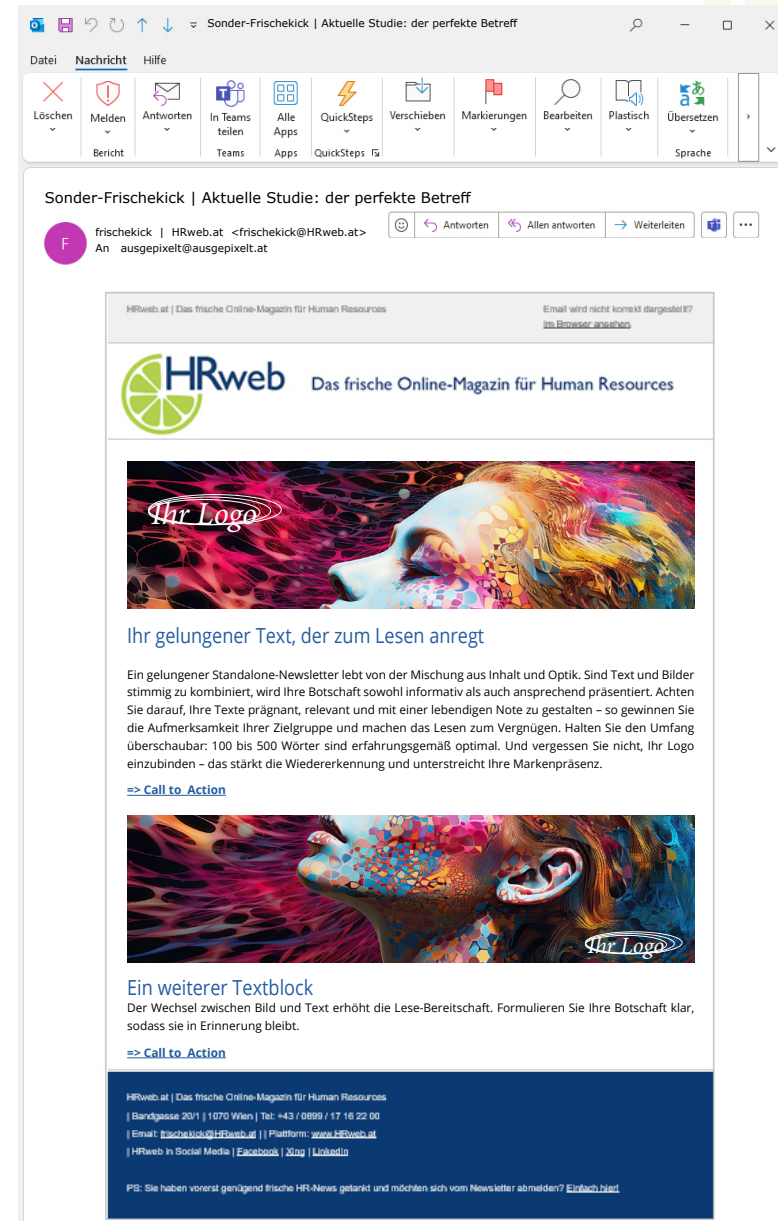 Sonder-Frischekick | Aktuelle Studie: der perfekte Betreff
Datei Nachricht Hilfe
Löschen Melden Antworten In Teams teilen Alle Apps QuickSteps Verschieben Markierungen Bearbeiten Plastisch Übersetzen
Bericht Teams Apps QuickSteps Sprache
Sonder-Frischekick | Aktuelle Studie: der perfekte Betreff
F
frischekick | HRweb.at <frischekick@HRweb.at>
Antworten Allen antworten Weiterleiten
An ausgepixelt@ausgepixelt.at
HRweb.at | Das frische Online-Magazin für Human Resources
Email wird nicht korrekt dargestellt?
Im Browser ansehen.
HRweb Das frische Online-Magazin für Human Resources
Ihr Logo
Ihr gelungener Text, der zum Lesen anregt
Ein gelungener Standalone-Newsletter lebt von der Mischung aus Inhalt und Optik. Sind Text und Bilder
stimmig zu kombiniert, wird Ihre Botschaft sowohl informativ als auch ansprechend präsentiert. Achten
Sie darauf, Ihre Texte prägnant, relevant und mit einer lebendigen Note zu gestalten – so gewinnen Sie
die Aufmerksamkeit Ihrer Zielgruppe und machen das Lesen zum Vergnügen. Halten Sie den Umfang
überschaubar: 100 bis 500 Wörter sind erfahrungsgemäß optimal. Und vergessen Sie nicht, Ihr Logo
einzubinden – das stärkt die Wiedererkennung und unterstreicht Ihre Markenpräsenz.
=> Call to Action
Ihr Logo
Ein weiterer Textblock
Der Wechsel zwischen Bild und Text erhöht die Lese-Bereitschaft. Formulieren Sie Ihre Botschaft klar,
sodass sie in Erinnerung bleibt.
=> Call to Action
HRweb.at | Das frische Online-Magazin für Human Resources
| Bandgasse 20/1 | 1070 Wien | Tel: +43 / 0699 / 17 16 22 00
| Email: frischekick@HRweb.at | | Plattform: www.HRweb.at
| HRweb in Social Media | Facebook | Xing | LinkedIn
PS: Sie haben vorerst genügend frische HR-News getankt und möchten sich vom Newsletter abmelden? Einfach hier!